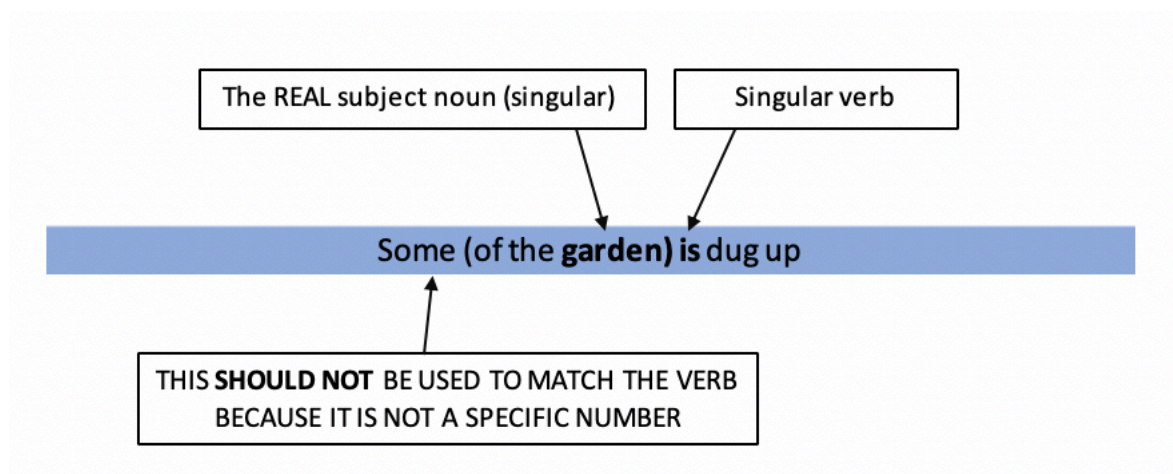 The REAL subject noun (singular)
Singular verb
Some (of the garden) is dug up
THIS SHOULD NOT BE USED TO MATCH THE VERB
BECAUSE IT IS NOT A SPECIFIC NUMBER